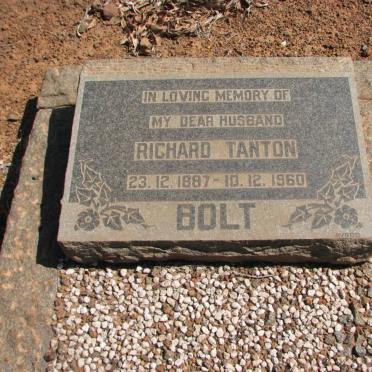 IN LOVING MEMORY OF
MY DEAR HUSBAND
RICHARD TANTON
23.12.1887-10.12.1960
BOLT